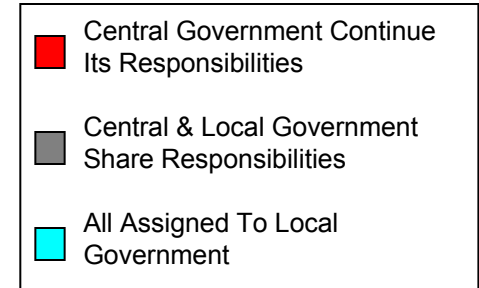 Central Government Continue
Its Responsibilities
Central & Local Government
Share Responsibilities
All Assigned To Local
Government